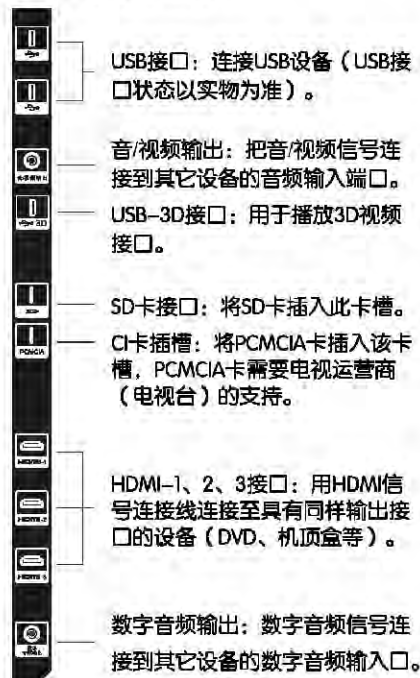 USB接口：连接USB设备（USB接
口状态以实物为准）。
音/视频输出：把音/视频信号连
接到其它设备的音频输入端口。
3D
USB-3D接口：用于播放3D视频
接口。
SD卡接口：将SD卡插入此卡槽。
PCMCIA
CI卡插槽：将PCMCIA卡插入该卡
槽，PCMCIA卡需要电视运营商
（电视台）的支持。
HDMI-1
HDMI-1、2、3接口：用HDMI信
号连接线连接至具有同样输出接
口的设备（DVD、机顶盒等）。
HDMI-2
HDMI-3
数字音频输出：数字音频信号连
接到其它设备的数字音频输入口。